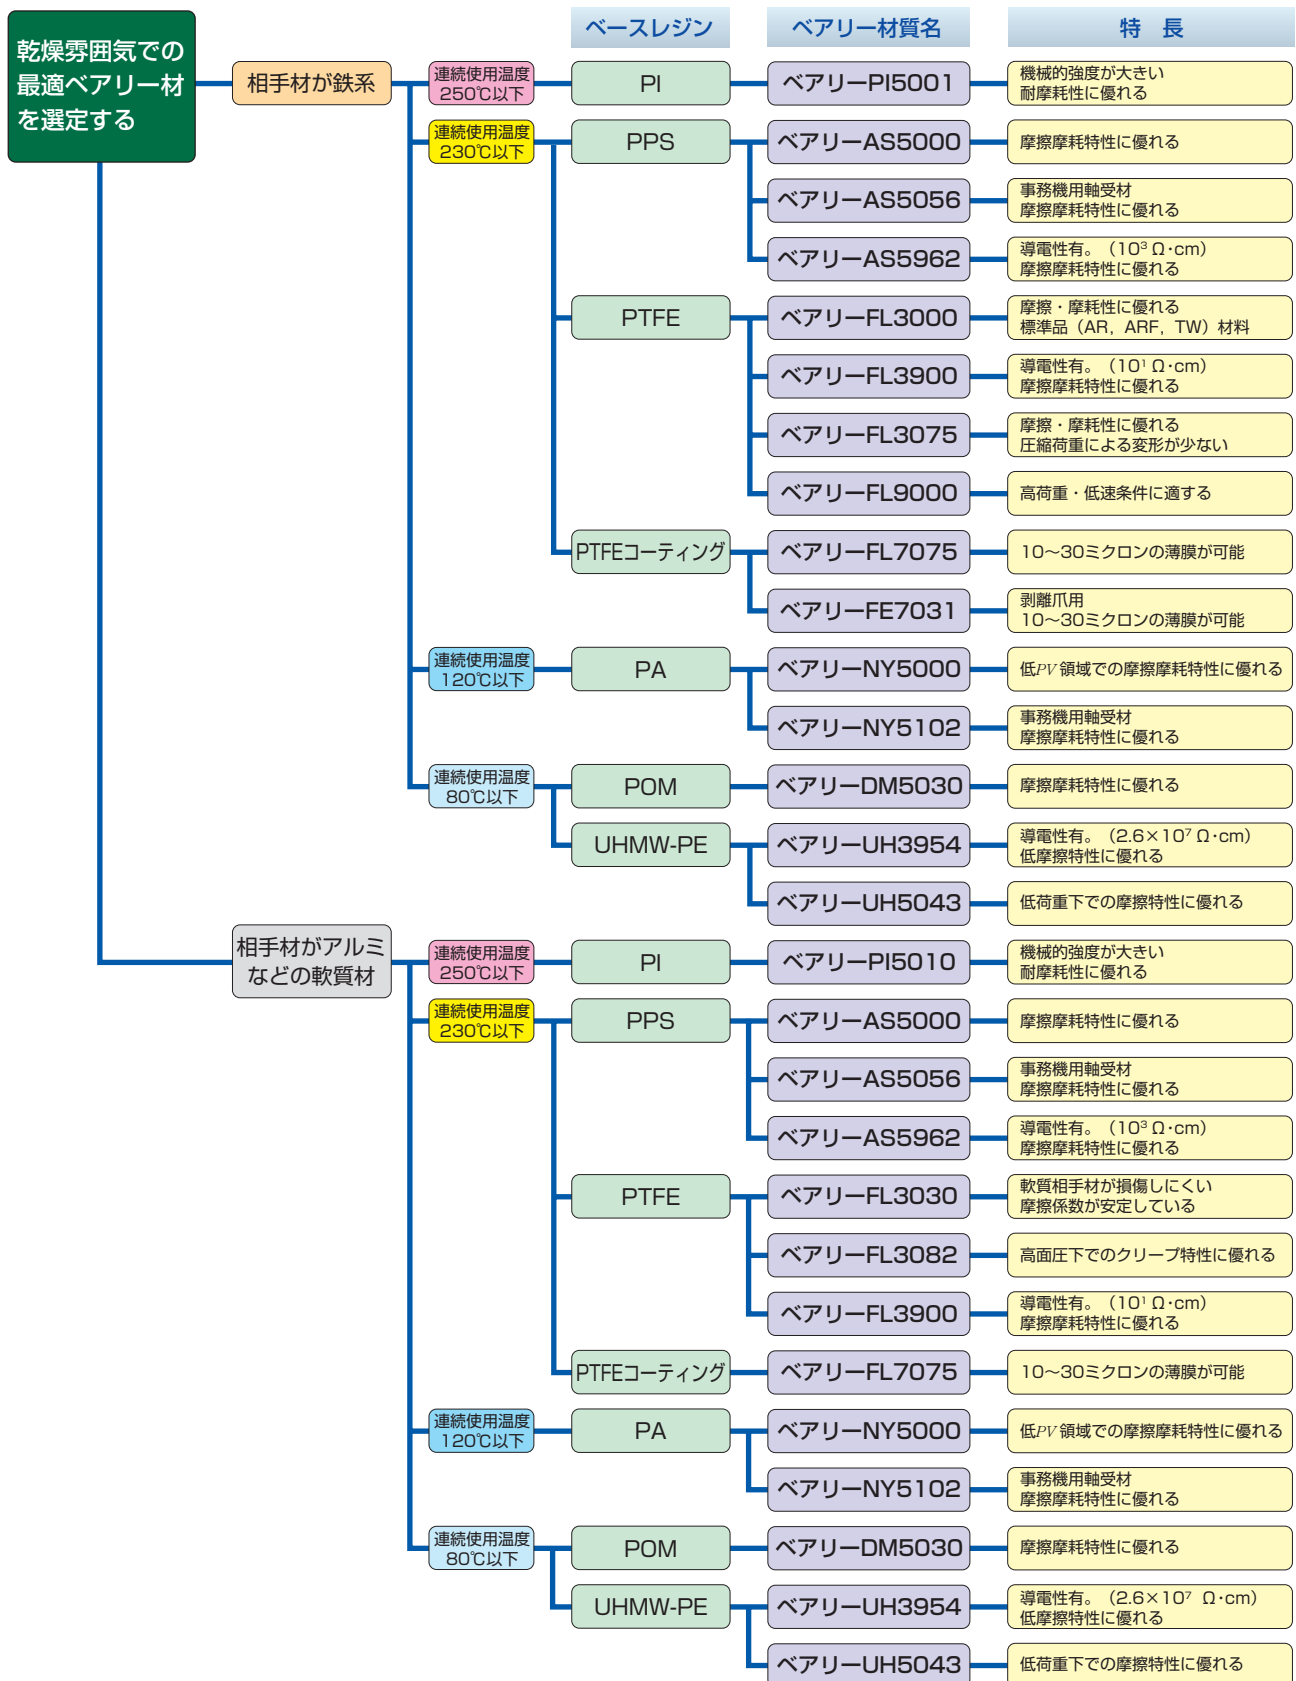 ベースレジン
ベアリー材質名
特 長
乾燥雰囲気での
最適ベアリー材
を選定する
相手材が鉄系
連続使用温度
250℃以下
PI
ベアリーPI5001
機械的強度が大きい
耐摩耗性に優れる
連続使用温度
230℃以下
PPS
ベアリーAS5000
摩擦摩耗特性に優れる
ベアリーAS5056
事務機用軸受材
摩擦摩耗特性に優れる
ベアリーAS5962
導電性有。（10³ Ω・cm）
摩擦摩耗特性に優れる
PTFE
ベアリーFL3000
摩擦・摩耗性に優れる
標準品（AR，ARF，TW）材料
ベアリーFL3900
導電性有。（10¹ Ω・cm）
摩擦摩耗特性に優れる
ベアリーFL3075
摩擦・摩耗性に優れる
圧縮荷重による変形が少ない
ベアリーFL9000
高荷重・低速条件に適する
PTFEコーティング
ベアリーFL7075
10～30ミクロンの薄膜が可能
ベアリーFE7031
剥離爪用
10～30ミクロンの薄膜が可能
連続使用温度
120℃以下
PA
ベアリーNY5000
低PV領域での摩擦摩耗特性に優れる
ベアリーNY5102
事務機用軸受材
摩擦摩耗特性に優れる
連続使用温度
80℃以下
POM
ベアリーDM5030
摩擦摩耗特性に優れる
UHMW-PE
ベアリーUH3954
導電性有。（2.6×10⁷ Ω・cm）
低摩擦特性に優れる
ベアリーUH5043
低荷重下での摩擦特性に優れる
相手材がアルミ
などの軟質材
連続使用温度
250℃以下
PI
ベアリーPI5010
機械的強度が大きい
耐摩耗性に優れる
連続使用温度
230℃以下
PPS
ベアリーAS5000
摩擦摩耗特性に優れる
ベアリーAS5056
事務機用軸受材
摩擦摩耗特性に優れる
ベアリーAS5962
導電性有。（10³ Ω・cm）
摩擦摩耗特性に優れる
PTFE
ベアリーFL3030
軟質相手材が損傷しにくい
摩擦係数が安定している
ベアリーFL3082
高面圧下でのクリープ特性に優れる
ベアリーFL3900
導電性有。（10¹ Ω・cm）
摩擦摩耗特性に優れる
PTFEコーティング
ベアリーFL7075
10～30ミクロンの薄膜が可能
連続使用温度
120℃以下
PA
ベアリーNY5000
低PV領域での摩擦摩耗特性に優れる
ベアリーNY5102
事務機用軸受材
摩擦摩耗特性に優れる
連続使用温度
80℃以下
POM
ベアリーDM5030
摩擦摩耗特性に優れる
UHMW-PE
ベアリーUH3954
導電性有。（2.6×10⁷ Ω・cm）
低摩擦特性に優れる
ベアリーUH5043
低荷重下での摩擦特性に優れる